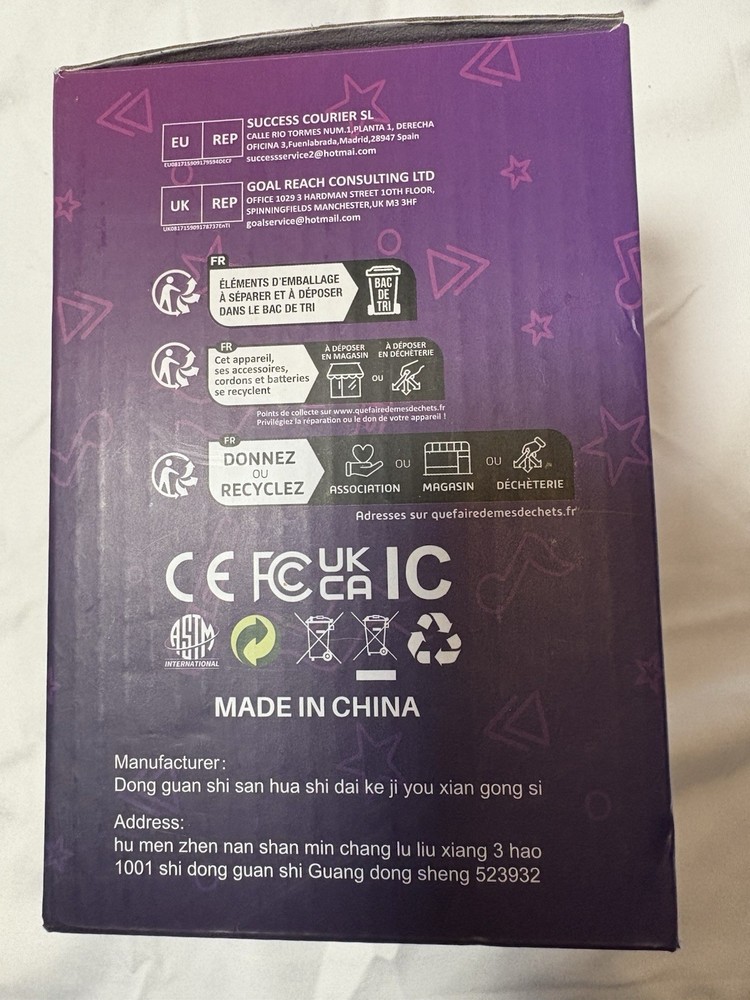 EU REP
SUCCESS COURIER SL
CALLE RIO TORMES NUM.1,PLANTA 1, DERECHA
OFICINA 3,Fuenlabrada,Madrid,28947 Spain
successservice2@hotmai.com
UK REP
GOAL REACH CONSULTING LTD
OFFICE 1029 3 HARDMAN STREET 10TH FLOOR,
SPINNINGFIELDS MANCHESTER,UK M3 3HF
goalservice@hotmail.com
FR
ÉLÉMENTS D'EMBALLAGE
À SÉPARER ET À DÉPOSER
DANS LE BAC DE TRI
BAC
DE
TRI
FR
Cet appareil,
ses accessoires,
cordons et batteries
se recyclent
À DÉPOSER
EN MAGASIN
OU
À DÉPOSER
EN DÉCHÈTERIE
Points de collecte sur www.quefairedemesdechets.fr
Privilégiez la réparation ou le don de votre appareil !
FR
DONNEZ
OU
RECYCLEZ
ASSOCIATION OU MAGASIN OU DÉCHÈTERIE
Adresses sur quefairedemesdechets.fr
CE FC UK CA IC
ASTM
INTERNATIONAL
MADE IN CHINA
Manufacturer:
Dong guan shi san hua shi dai ke ji you xian gong si
Address:
hu men zhen nan shan min chang lu liu xiang 3 hao
1001 shi dong guan shi Guang dong sheng 523932